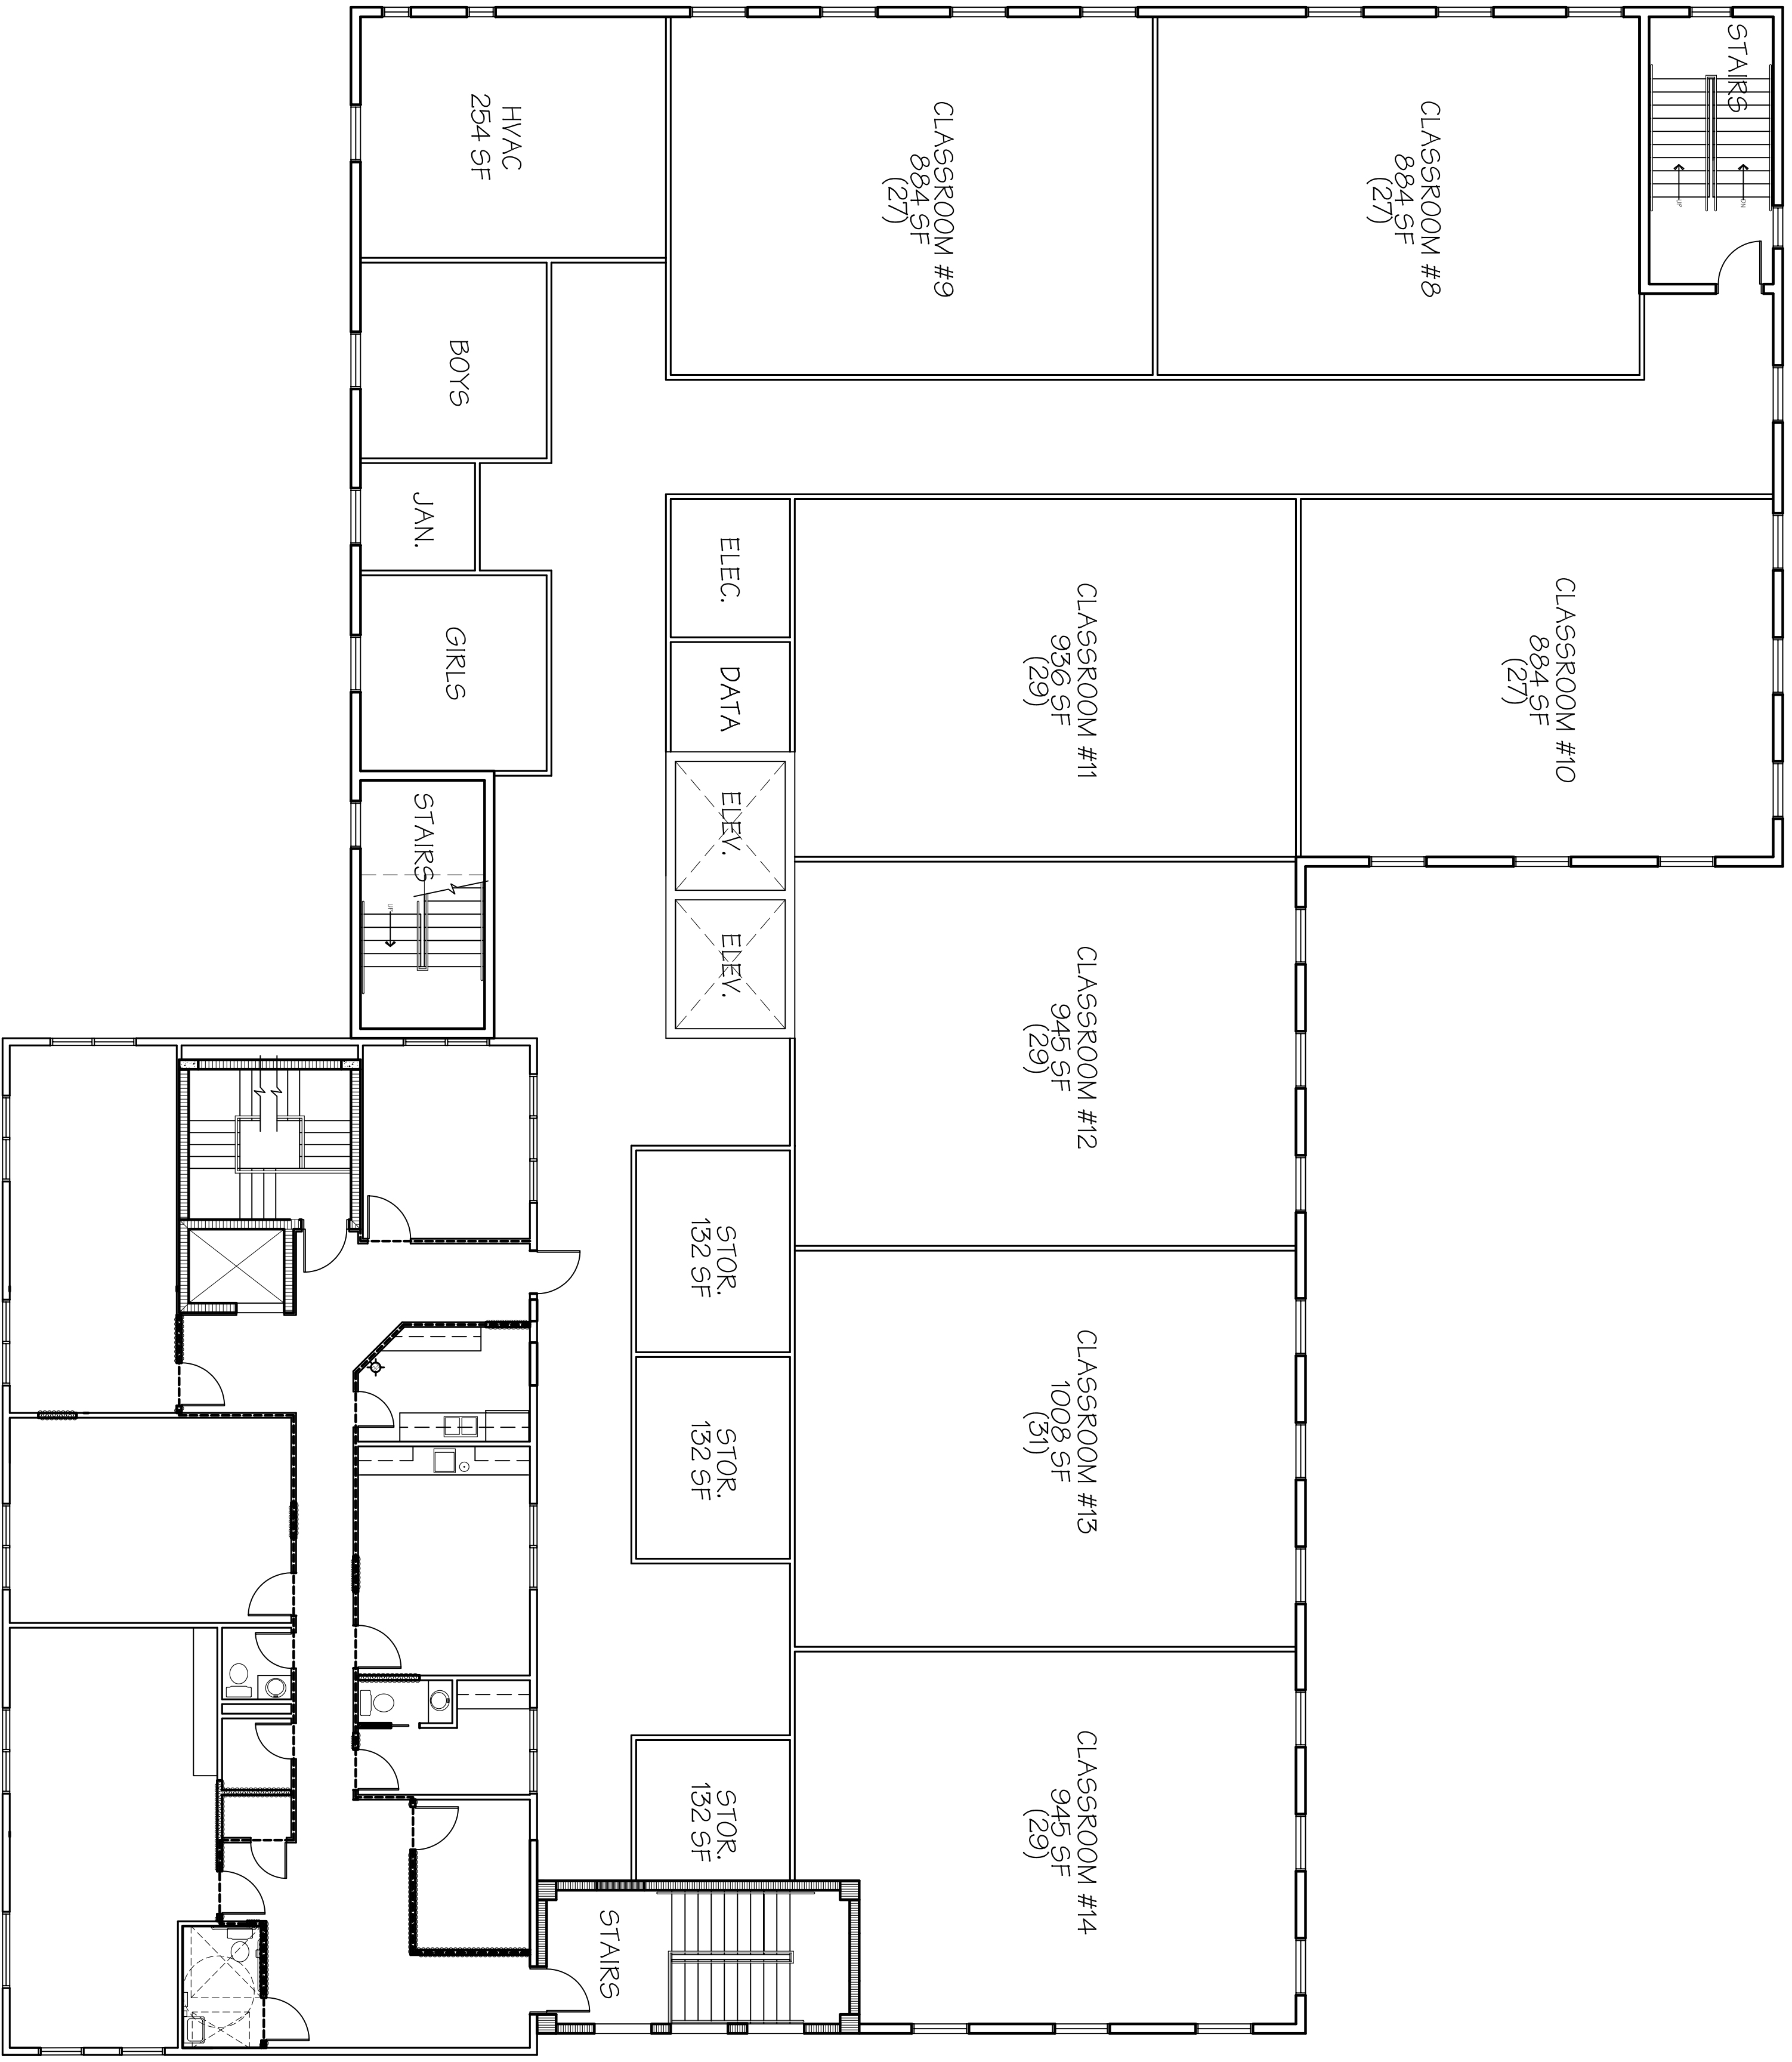 STAIRS
UP
DN
CLASSROOM #8
884 SF
(27)
CLASSROOM #9
884 SF
(27)
HVAC
254 SF
BOYS
JAN.
GIRLS
STAIRS
UP
ELEC.
DATA
ELEV.
ELEV.
CLASSROOM #10
884 SF
(27)
CLASSROOM #11
936 SF
(29)
CLASSROOM #12
945 SF
(29)
CLASSROOM #13
1008 SF
(31)
CLASSROOM #14
945 SF
(29)
STOR.
132 SF
STOR.
132 SF
STOR.
132 SF
STAIRS